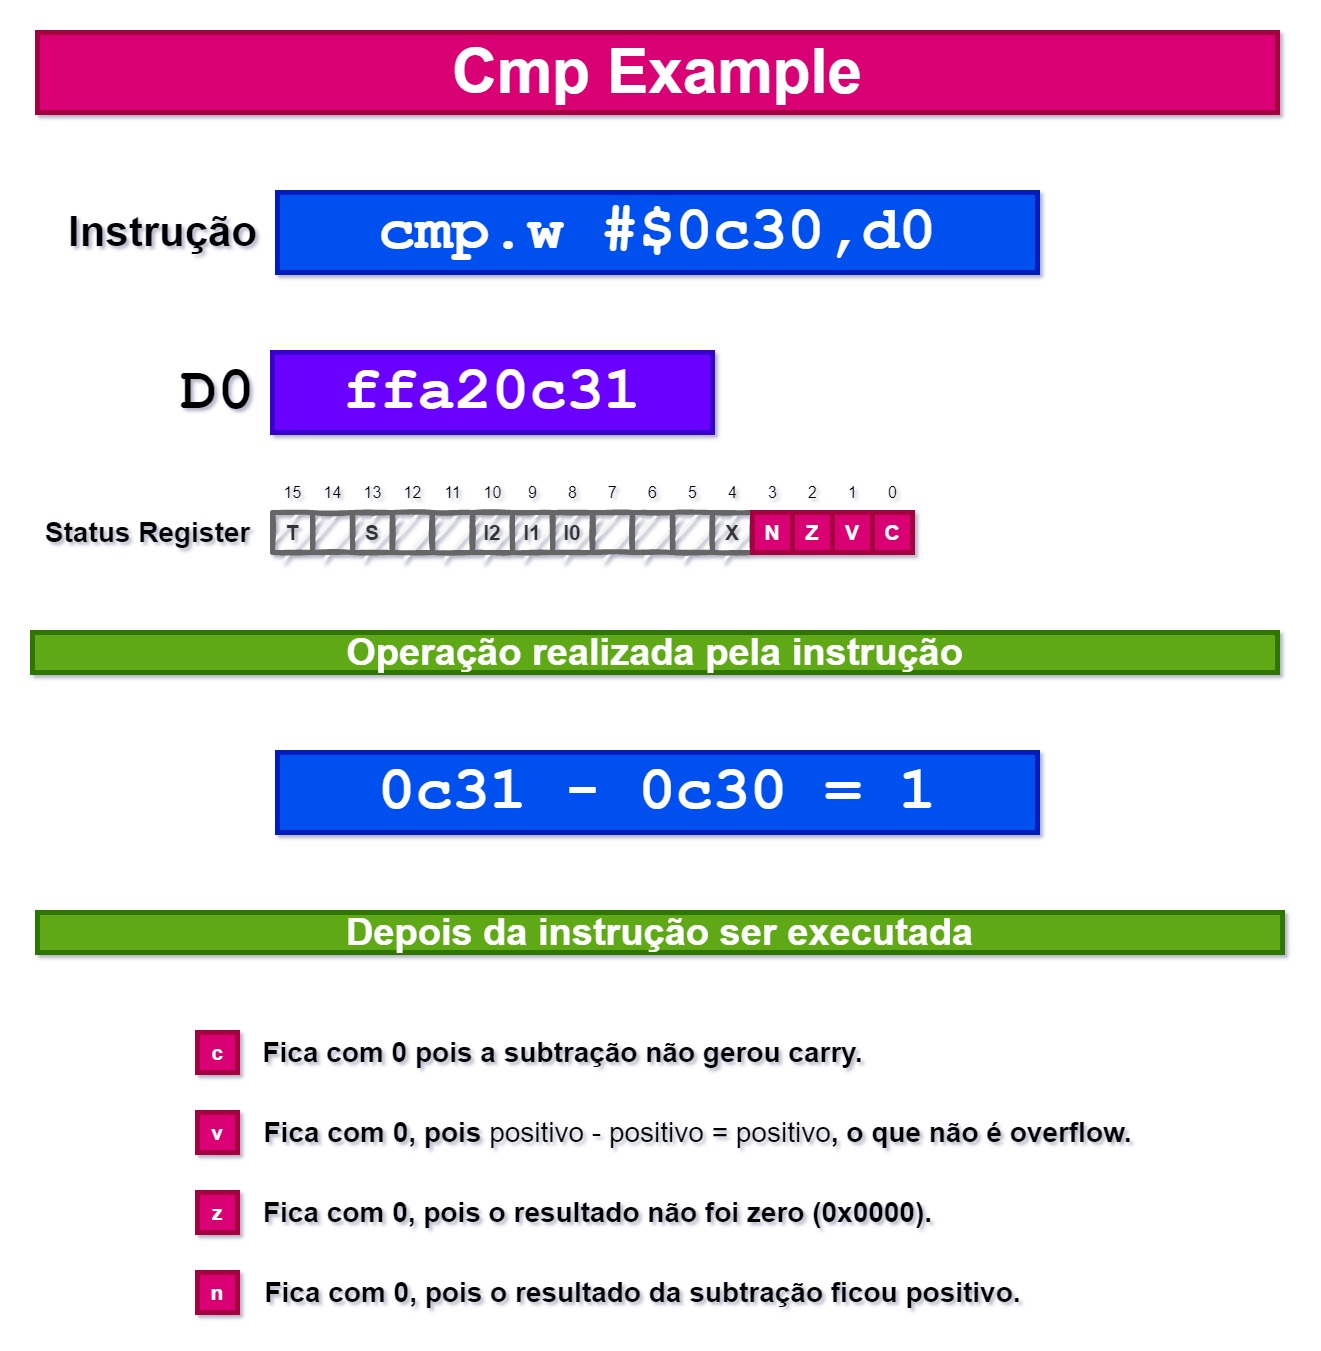 Cmp Example
Instrução cmp.w #$0c30,d0
D0 ffa20c31
15 14 13 12 11 10 9 8 7 6 5 4 3 2 1 0
Status Register T S I2 I1 I0 X N Z V C
Operação realizada pela instrução
0c31 - 0c30 = 1
Depois da instrução ser executada
c Fica com 0 pois a subtração não gerou carry.
v Fica com 0, pois positivo - positivo = positivo, o que não é overflow.
z Fica com 0, pois o resultado não foi zero (0x0000).
n Fica com 0, pois o resultado da subtração ficou positivo.